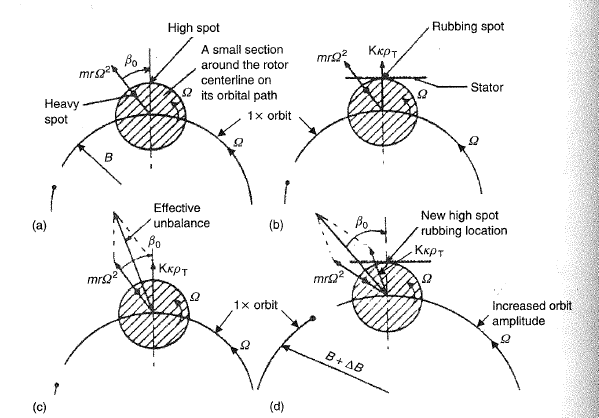 High spot
β₀
mrΩ²
A small section
around the rotor
centerline on
its orbital path
Ω
Heavy
spot
1× orbit
Ω
B
(a)
Rubbing spot
KκρT
mrΩ²
Stator
Ω
Ω
(b)
Effective
unbalance
β₀
KκρT
mrΩ²
Ω
1× orbit
Ω
(c)
β₀
New high spot
rubbing location
KκρT
mrΩ²
Ω
Increased orbit
amplitude
Ω
B + ΔB
(d)